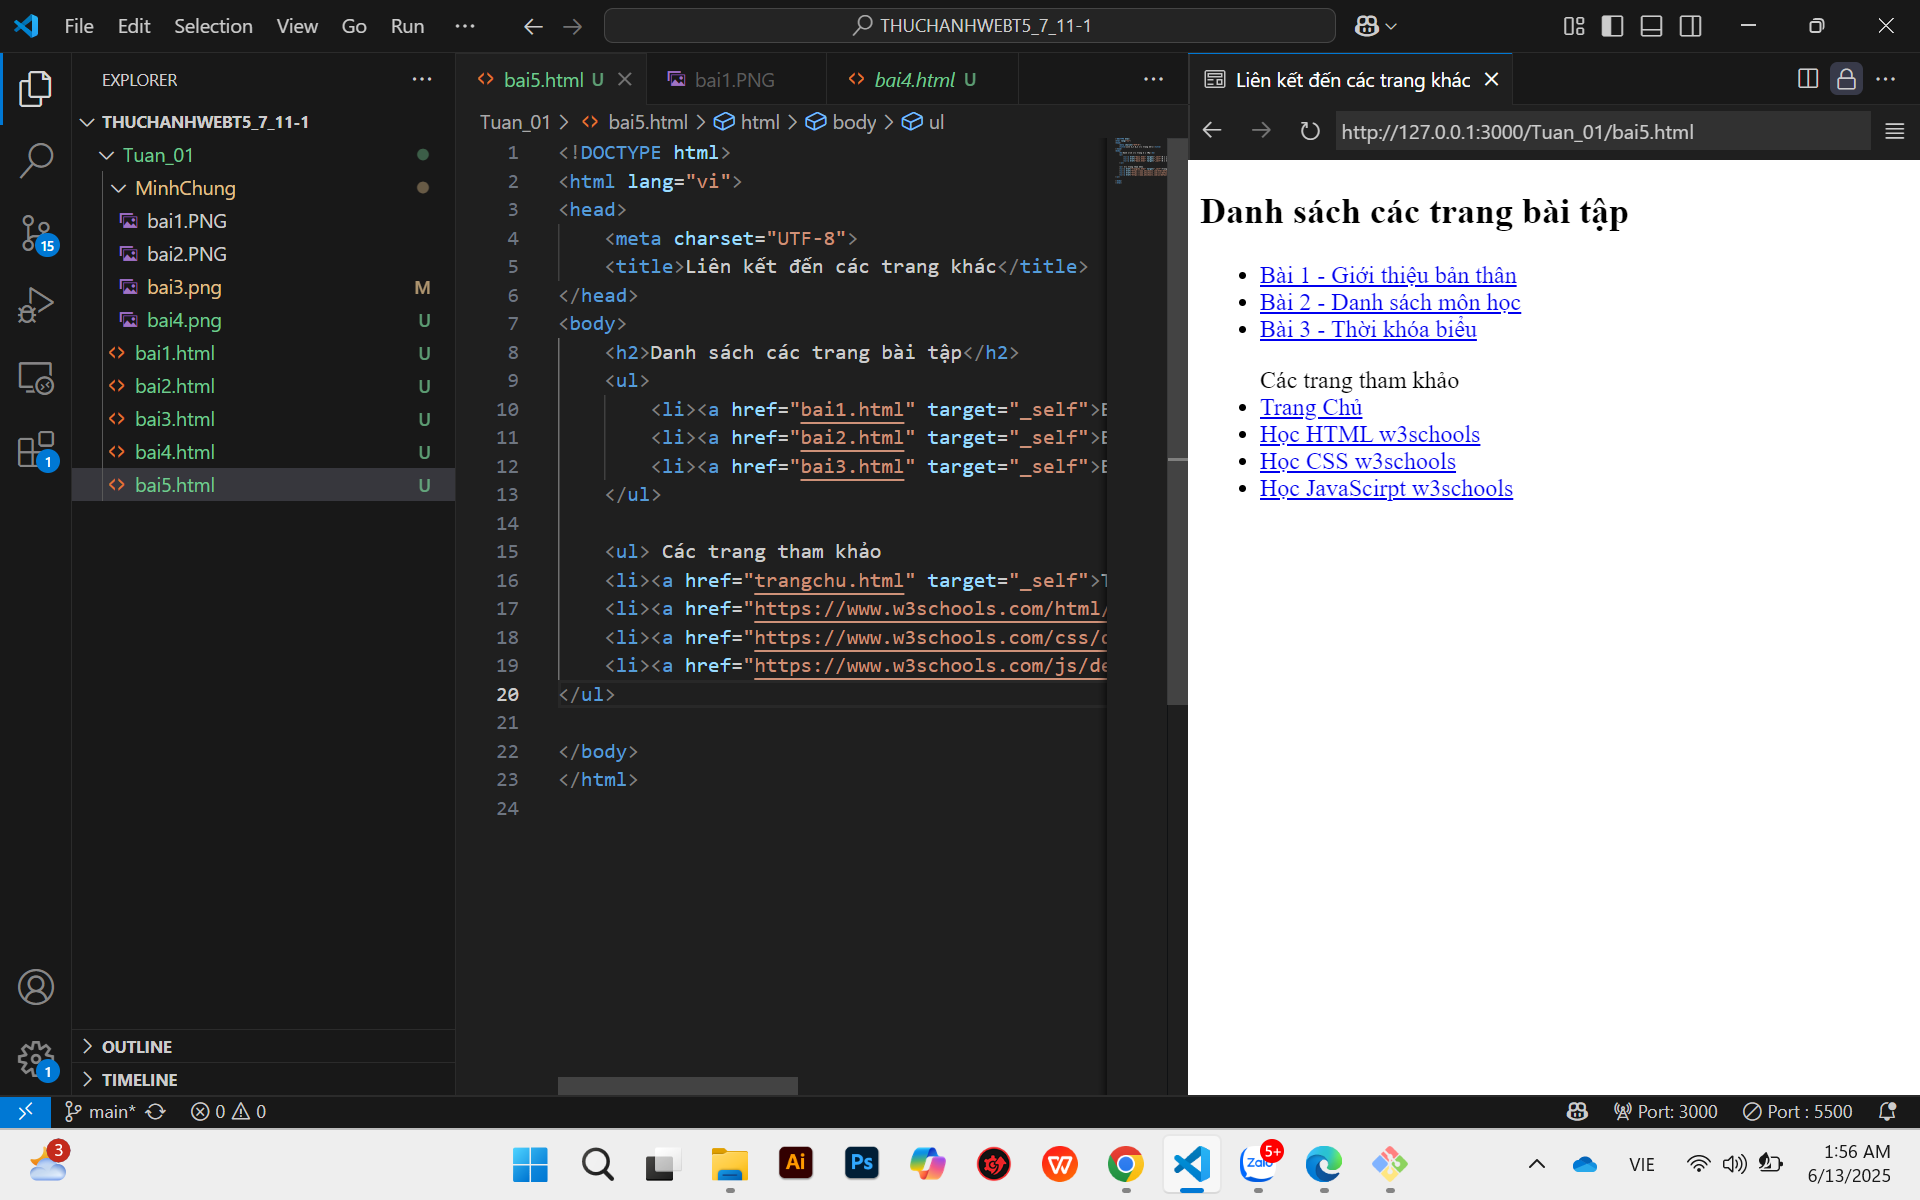 File Edit Selection View Go Run ··· THUCHANHWEBT5_7_11-1
EXPLORER ···
THUCHANHWEBT5_7_11-1
Tuan_01
MinhChung
bai1.PNG
bai2.PNG
bai3.png M
bai4.png U
bai1.html U
bai2.html U
bai3.html U
bai4.html U
bai5.html U
OUTLINE
TIMELINE
15
1
1
bai5.html U bai1.PNG bai4.html U ···
Tuan_01 > bai5.html > html > body > ul
1 <!DOCTYPE html>
2 <html lang="vi">
3 <head>
4 <meta charset="UTF-8">
5 <title>Liên kết đến các trang khác</title>
6 </head>
7 <body>
8 <h2>Danh sách các trang bài tập</h2>
9 <ul>
10 <li><a href="bai1.html" target="_self">
11 <li><a href="bai2.html" target="_self">
12 <li><a href="bai3.html" target="_self">
13 </ul>
14
15 <ul> Các trang tham khảo
16 <li><a href="trangchu.html" target="_self">
17 <li><a href="https://www.w3schools.com/html/
18 <li><a href="https://www.w3schools.com/css/
19 <li><a href="https://www.w3schools.com/js/de
20 </ul>
21
22 </body>
23 </html>
24
Liên kết đến các trang khác ···
http://127.0.0.1:3000/Tuan_01/bai5.html
Danh sách các trang bài tập
• Bài 1 - Giới thiệu bản thân
• Bài 2 - Danh sách môn học
• Bài 3 - Thời khóa biểu
Các trang tham khảo
• Trang Chủ
• Học HTML w3schools
• Học CSS w3schools
• Học JavaScirpt w3schools
main* 0 0 Port: 3000 Port : 5500
3 Ai Ps Zalo 5+ VIE 1:56 AM
6/13/2025